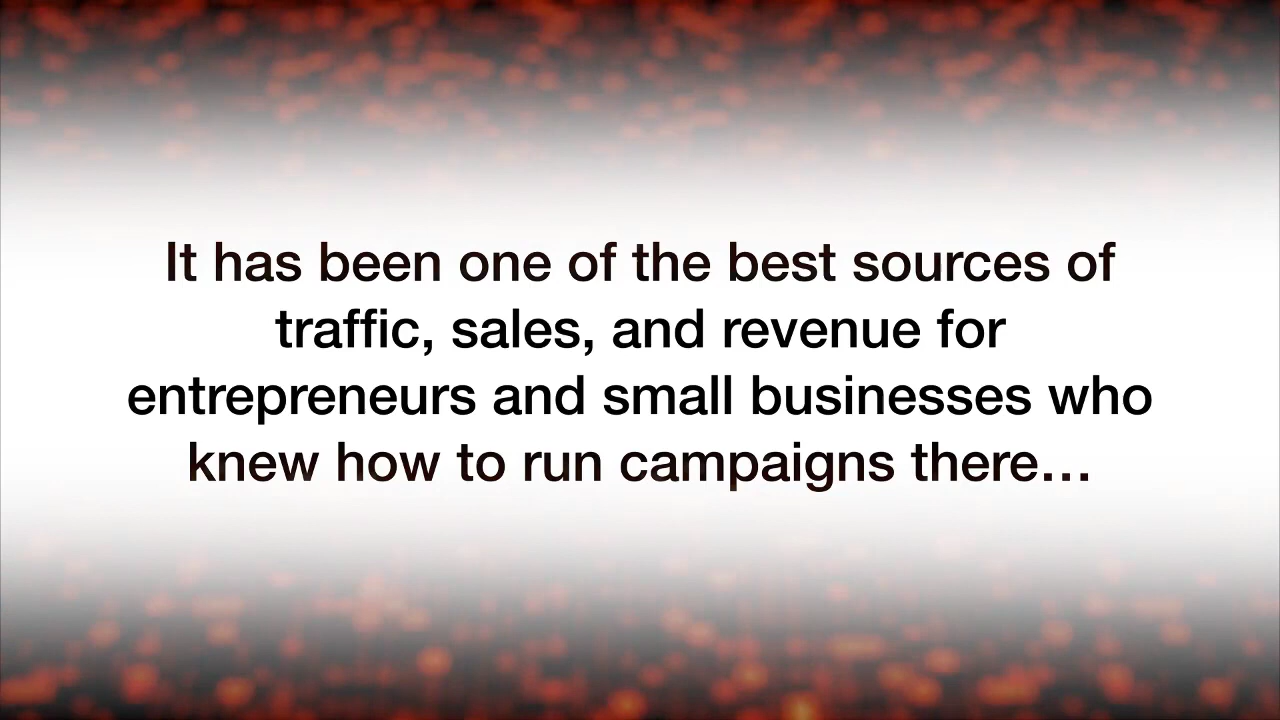 It has been one of the best sources of
traffic, sales, and revenue for
entrepreneurs and small businesses who
knew how to run campaigns there…